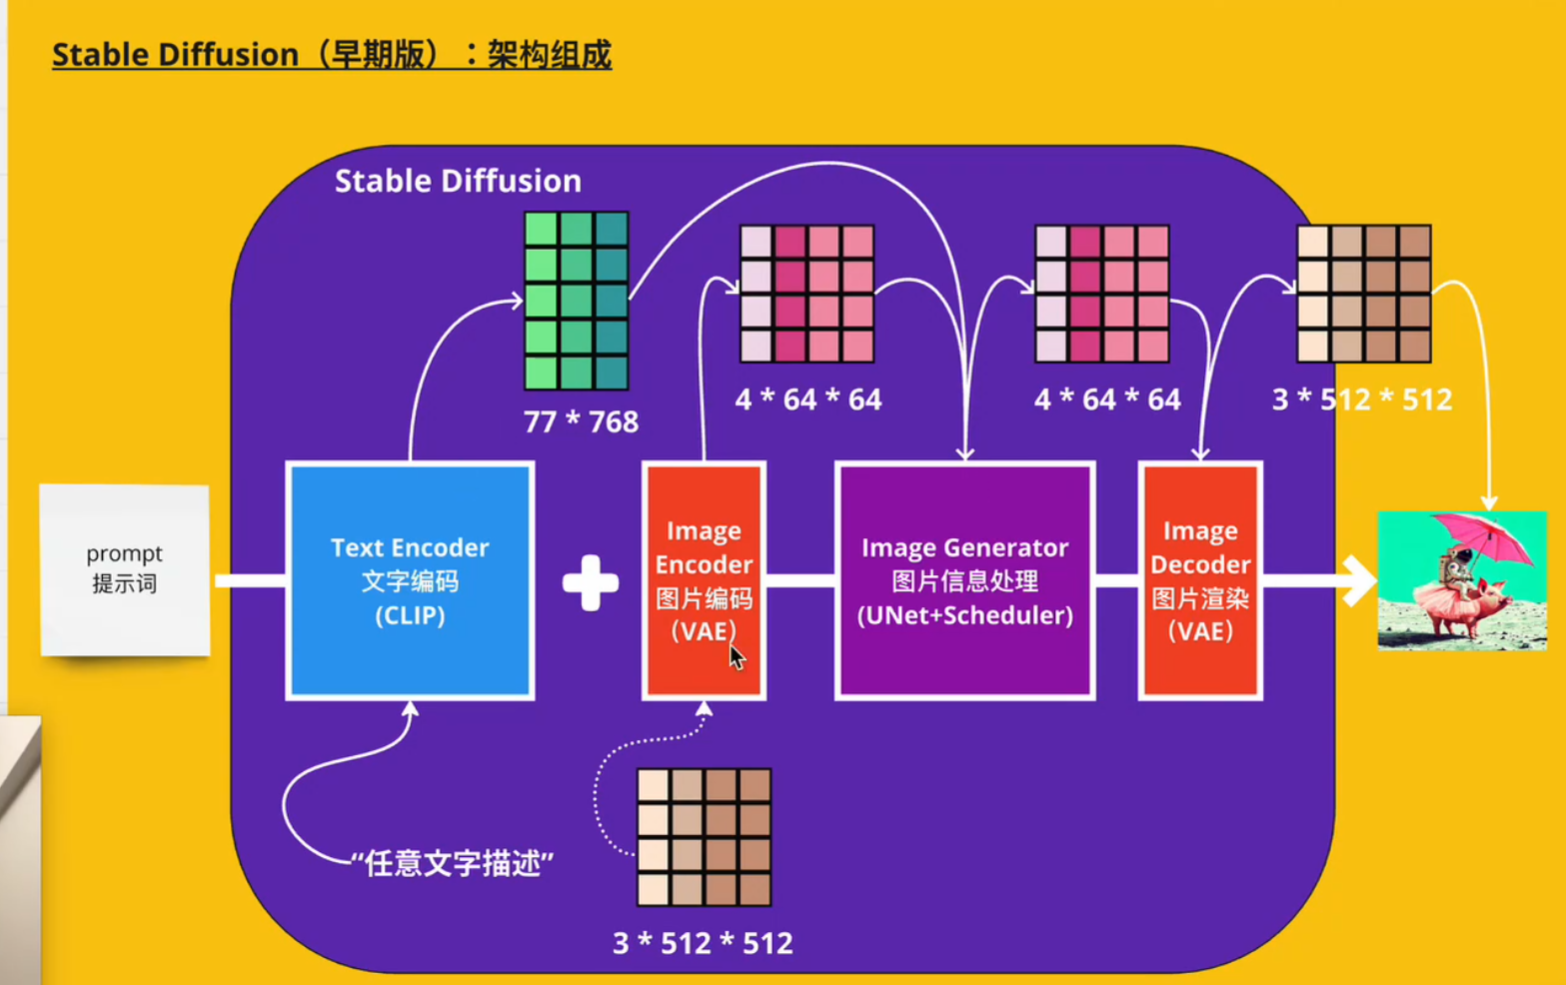 Stable Diffusion（早期版）：架构组成
Stable Diffusion
77 * 768
4 * 64 * 64
4 * 64 * 64
3 * 512 * 512
prompt
提示词
Text Encoder
文字编码
(CLIP)
Image
Encoder
图片编码
（VAE）
Image Generator
图片信息处理
(UNet+Scheduler)
Image
Decoder
图片渲染
（VAE）
“任意文字描述”
3 * 512 * 512